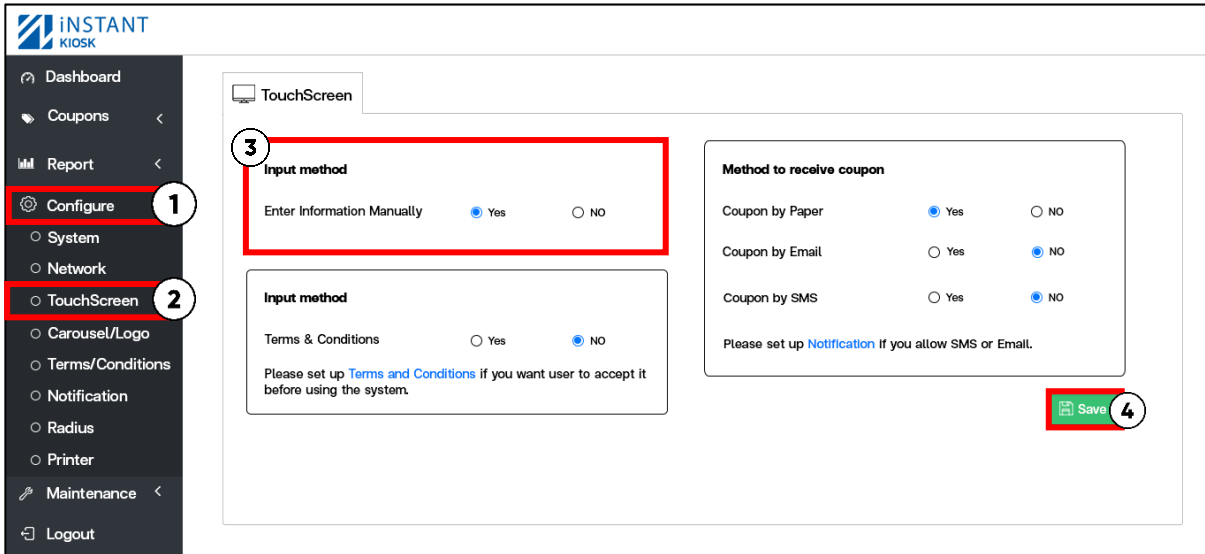 iNSTANT
KIOSK
Dashboard
Coupons
Report
Configure
1
System
Network
TouchScreen
2
Carousel/Logo
Terms/Conditions
Notification
Radius
Printer
Maintenance
Logout
TouchScreen
3
Input method
Enter Information Manually Yes NO
Input method
Terms & Conditions Yes NO
Please set up Terms and Conditions if you want user to accept it
before using the system.
Method to receive coupon
Coupon by Paper Yes NO
Coupon by Email Yes NO
Coupon by SMS Yes NO
Please set up Notification if you allow SMS or Email.
Save
4